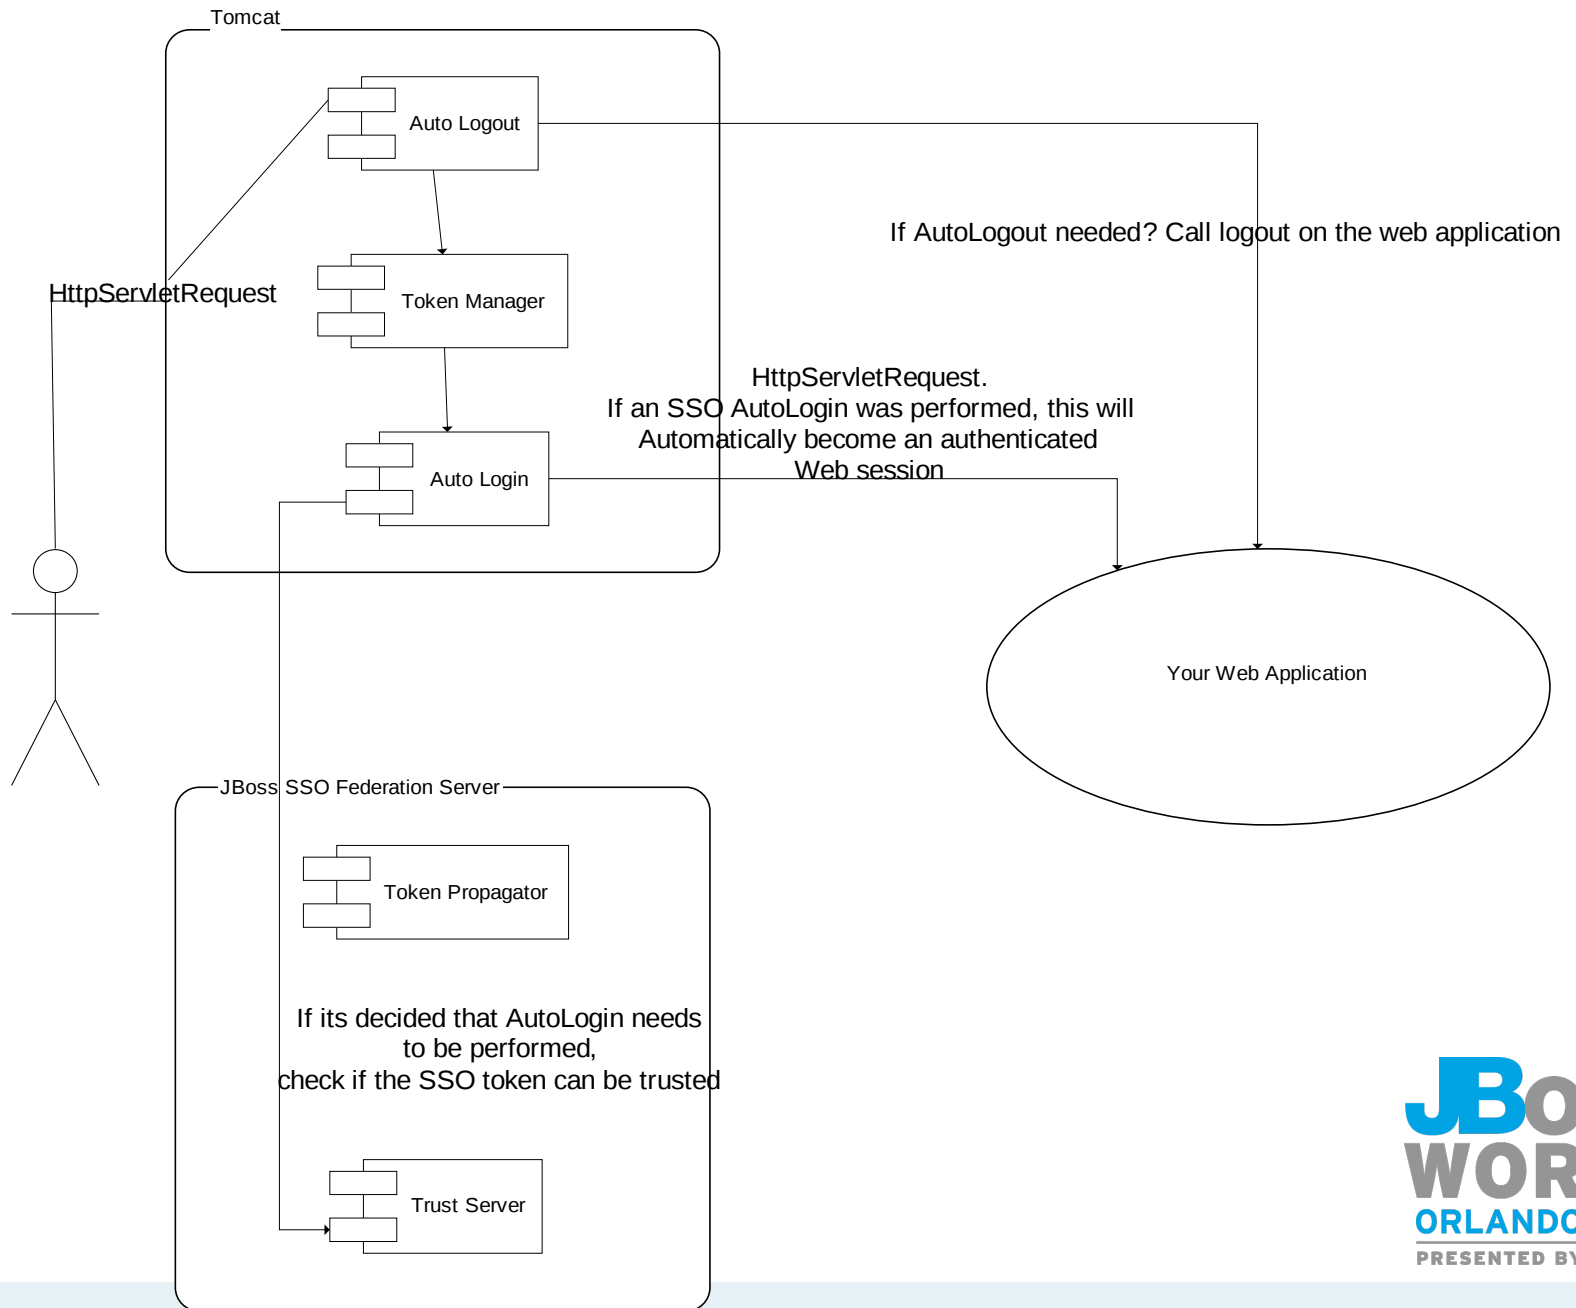 Tomcat
Auto Logout
If AutoLogout needed? Call logout on the web application
HttpServletRequest
Token Manager
HttpServletRequest.
If an SSO AutoLogin was performed, this will
Automatically become an authenticated
Web session
Auto Login
Your Web Application
JBoss SSO Federation Server
Token Propagator
If its decided that AutoLogin needs
to be performed,
check if the SSO token can be trusted
Trust Server
JBo
WOR
ORLANDO
PRESENTED BY